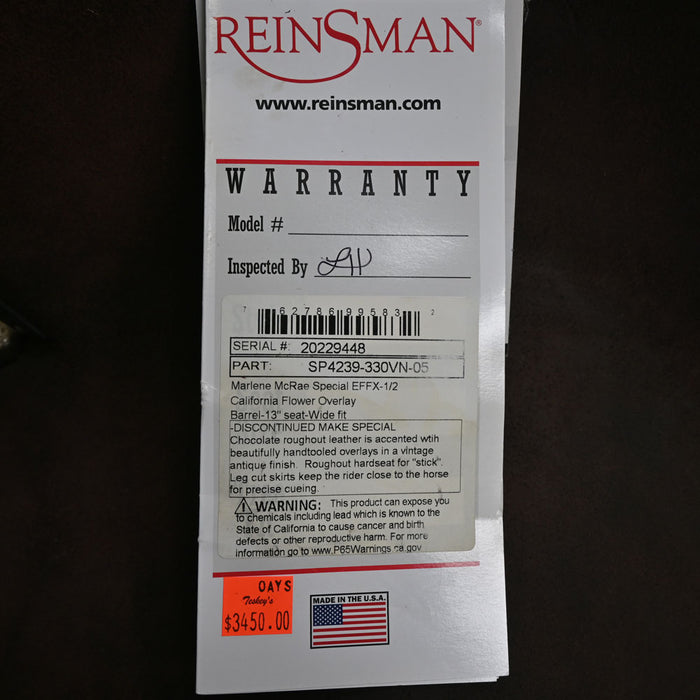 REINSMAN®
www.reinsman.com
WARRANTY
Model #
Inspected By LH
7 62786 99583 2
SERIAL #: 20229448
PART: SP4239-330VN-05
Marlene McRae Special EFFX-1/2
California Flower Overlay
Barrel-13" seat-Wide fit
-DISCONTINUED MAKE SPECIAL
Chocolate roughout leather is accented wtih
beautifully handtooled overlays in a vintage
antique finish. Roughout hardseat for "stick".
Leg cut skirts keep the rider close to the horse
for precise cueing.
WARNING: This product can expose you
to chemicals including lead which is known to the
State of California to cause cancer and birth
defects or other reproductive harm. For more
information go to www.P65Warnings.ca.gov
OAYS
Teskey's
$3450.00
MADE IN THE U.S.A.